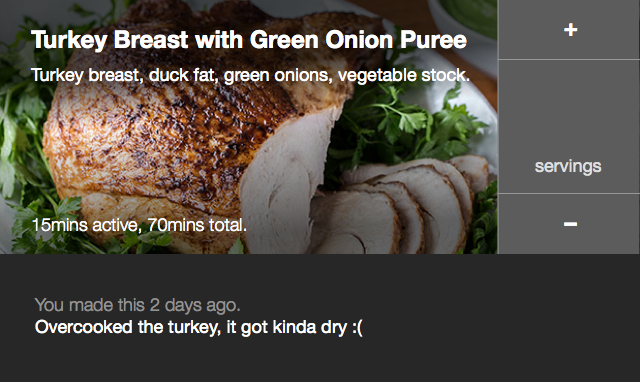 Turkey Breast with Green Onion Puree
Turkey breast, duck fat, green onions, vegetable stock.
15mins active, 70mins total.
+
servings
–
You made this 2 days ago.
Overcooked the turkey, it got kinda dry :(